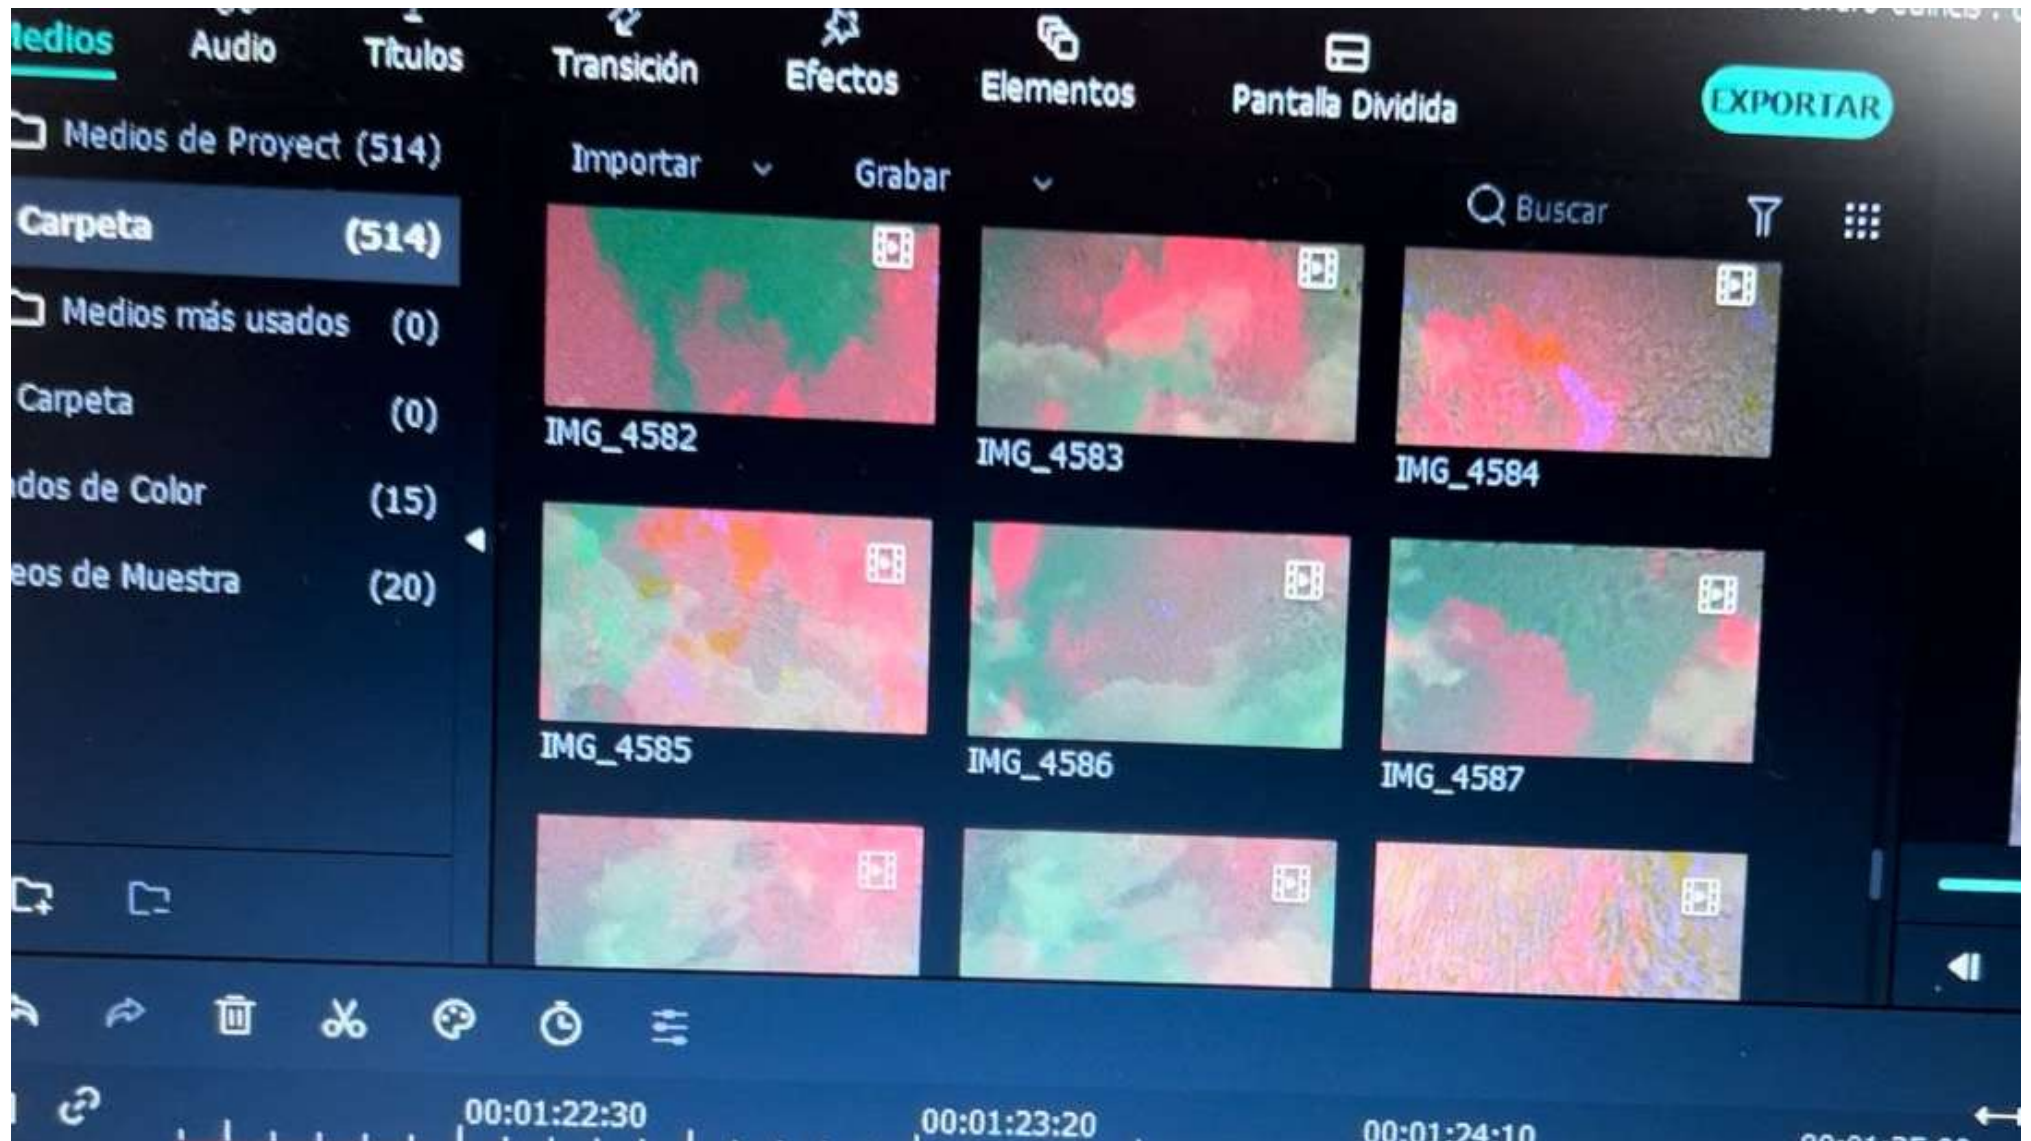 Medios Audio Títulos Transición Efectos Elementos Pantalla Dividida EXPORTAR
Medios de Proyect (514)
Importar Grabar Buscar
Carpeta (514)
Medios más usados (0)
Carpeta (0)
dos de Color (15)
eos de Muestra (20)
IMG_4582 IMG_4583 IMG_4584
IMG_4585 IMG_4586 IMG_4587
00:01:22:30 00:01:23:20 00:01:24:10